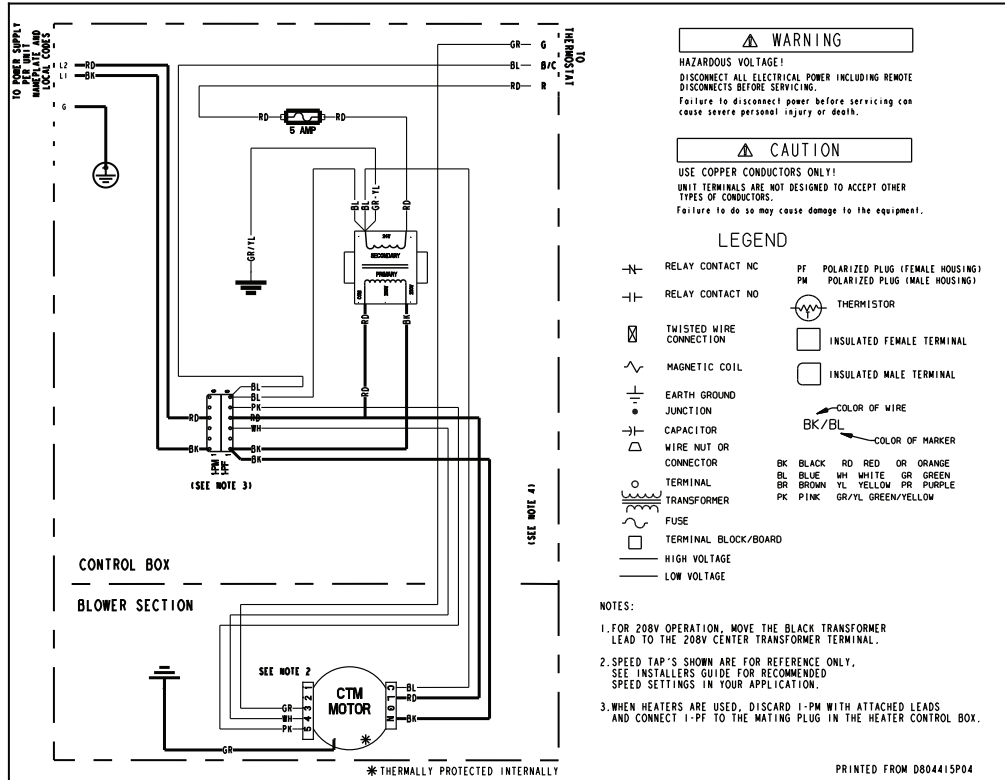 TO POWER SUPPLY
PER UNIT
NAMEPLATE AND
LOCAL CODES
L2
RD
L1
BK
G
GR
G
BL
B/C
RD
R
TO
THERMOSTAT
RD
5 AMP
RD
GR/YL
BL
BL
GR-YL
RD
24V
SECONDARY
PRIMARY
COM
208V
230V
RD
BK
RD
BL
BL
PK
RD
RD
WH
BK
BK
BK
1-PM
1-PF
(SEE NOTE 3)
(SEE NOTE 4)
CONTROL BOX
BLOWER SECTION
SEE NOTE 2
CTM
MOTOR
1
2
3
4
5
C
L
G
N
BL
RD
BK
GR
WH
PK
GR
*THERMALLY PROTECTED INTERNALLY
WARNING
HAZARDOUS VOLTAGE!
DISCONNECT ALL ELECTRICAL POWER INCLUDING REMOTE
DISCONNECTS BEFORE SERVICING.
Failure to disconnect power before servicing can
cause severe personal injury or death.
CAUTION
USE COPPER CONDUCTORS ONLY!
UNIT TERMINALS ARE NOT DESIGNED TO ACCEPT OTHER
TYPES OF CONDUCTORS.
Failure to do so may cause damage to the equipment.
LEGEND
RELAY CONTACT NC
RELAY CONTACT NO
TWISTED WIRE
CONNECTION
MAGNETIC COIL
EARTH GROUND
JUNCTION
CAPACITOR
WIRE NUT OR
CONNECTOR
TERMINAL
TRANSFORMER
FUSE
TERMINAL BLOCK/BOARD
HIGH VOLTAGE
LOW VOLTAGE
PF POLARIZED PLUG (FEMALE HOUSING)
PM POLARIZED PLUG (MALE HOUSING)
THERMISTOR
INSULATED FEMALE TERMINAL
INSULATED MALE TERMINAL
COLOR OF WIRE
BK/BL
COLOR OF MARKER
BK BLACK RD RED OR ORANGE
BL BLUE WH WHITE GR GREEN
BR BROWN YL YELLOW PR PURPLE
PK PINK GR/YL GREEN/YELLOW
NOTES:
1.FOR 208V OPERATION, MOVE THE BLACK TRANSFORMER
LEAD TO THE 208V CENTER TRANSFORMER TERMINAL.
2.SPEED TAP'S SHOWN ARE FOR REFERENCE ONLY,
SEE INSTALLERS GUIDE FOR RECOMMENDED
SPEED SETTINGS IN YOUR APPLICATION.
3.WHEN HEATERS ARE USED, DISCARD 1-PM WITH ATTACHED LEADS
AND CONNECT 1-PF TO THE MATING PLUG IN THE HEATER CONTROL BOX.
PRINTED FROM D804415P04